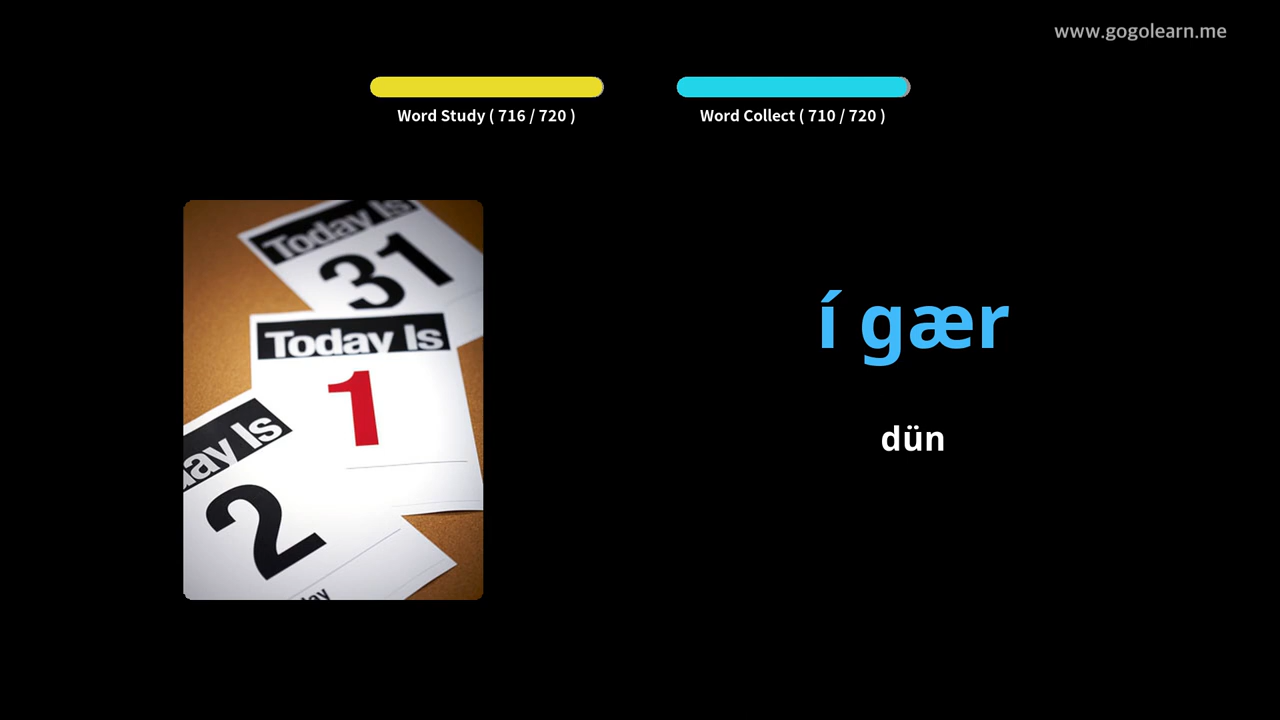 www.gogolearn.me
Word Study ( 716 / 720 )
Word Collect ( 710 / 720 )
Today Is
31
Today Is
1
ay Is
2
ay
í gær
dün